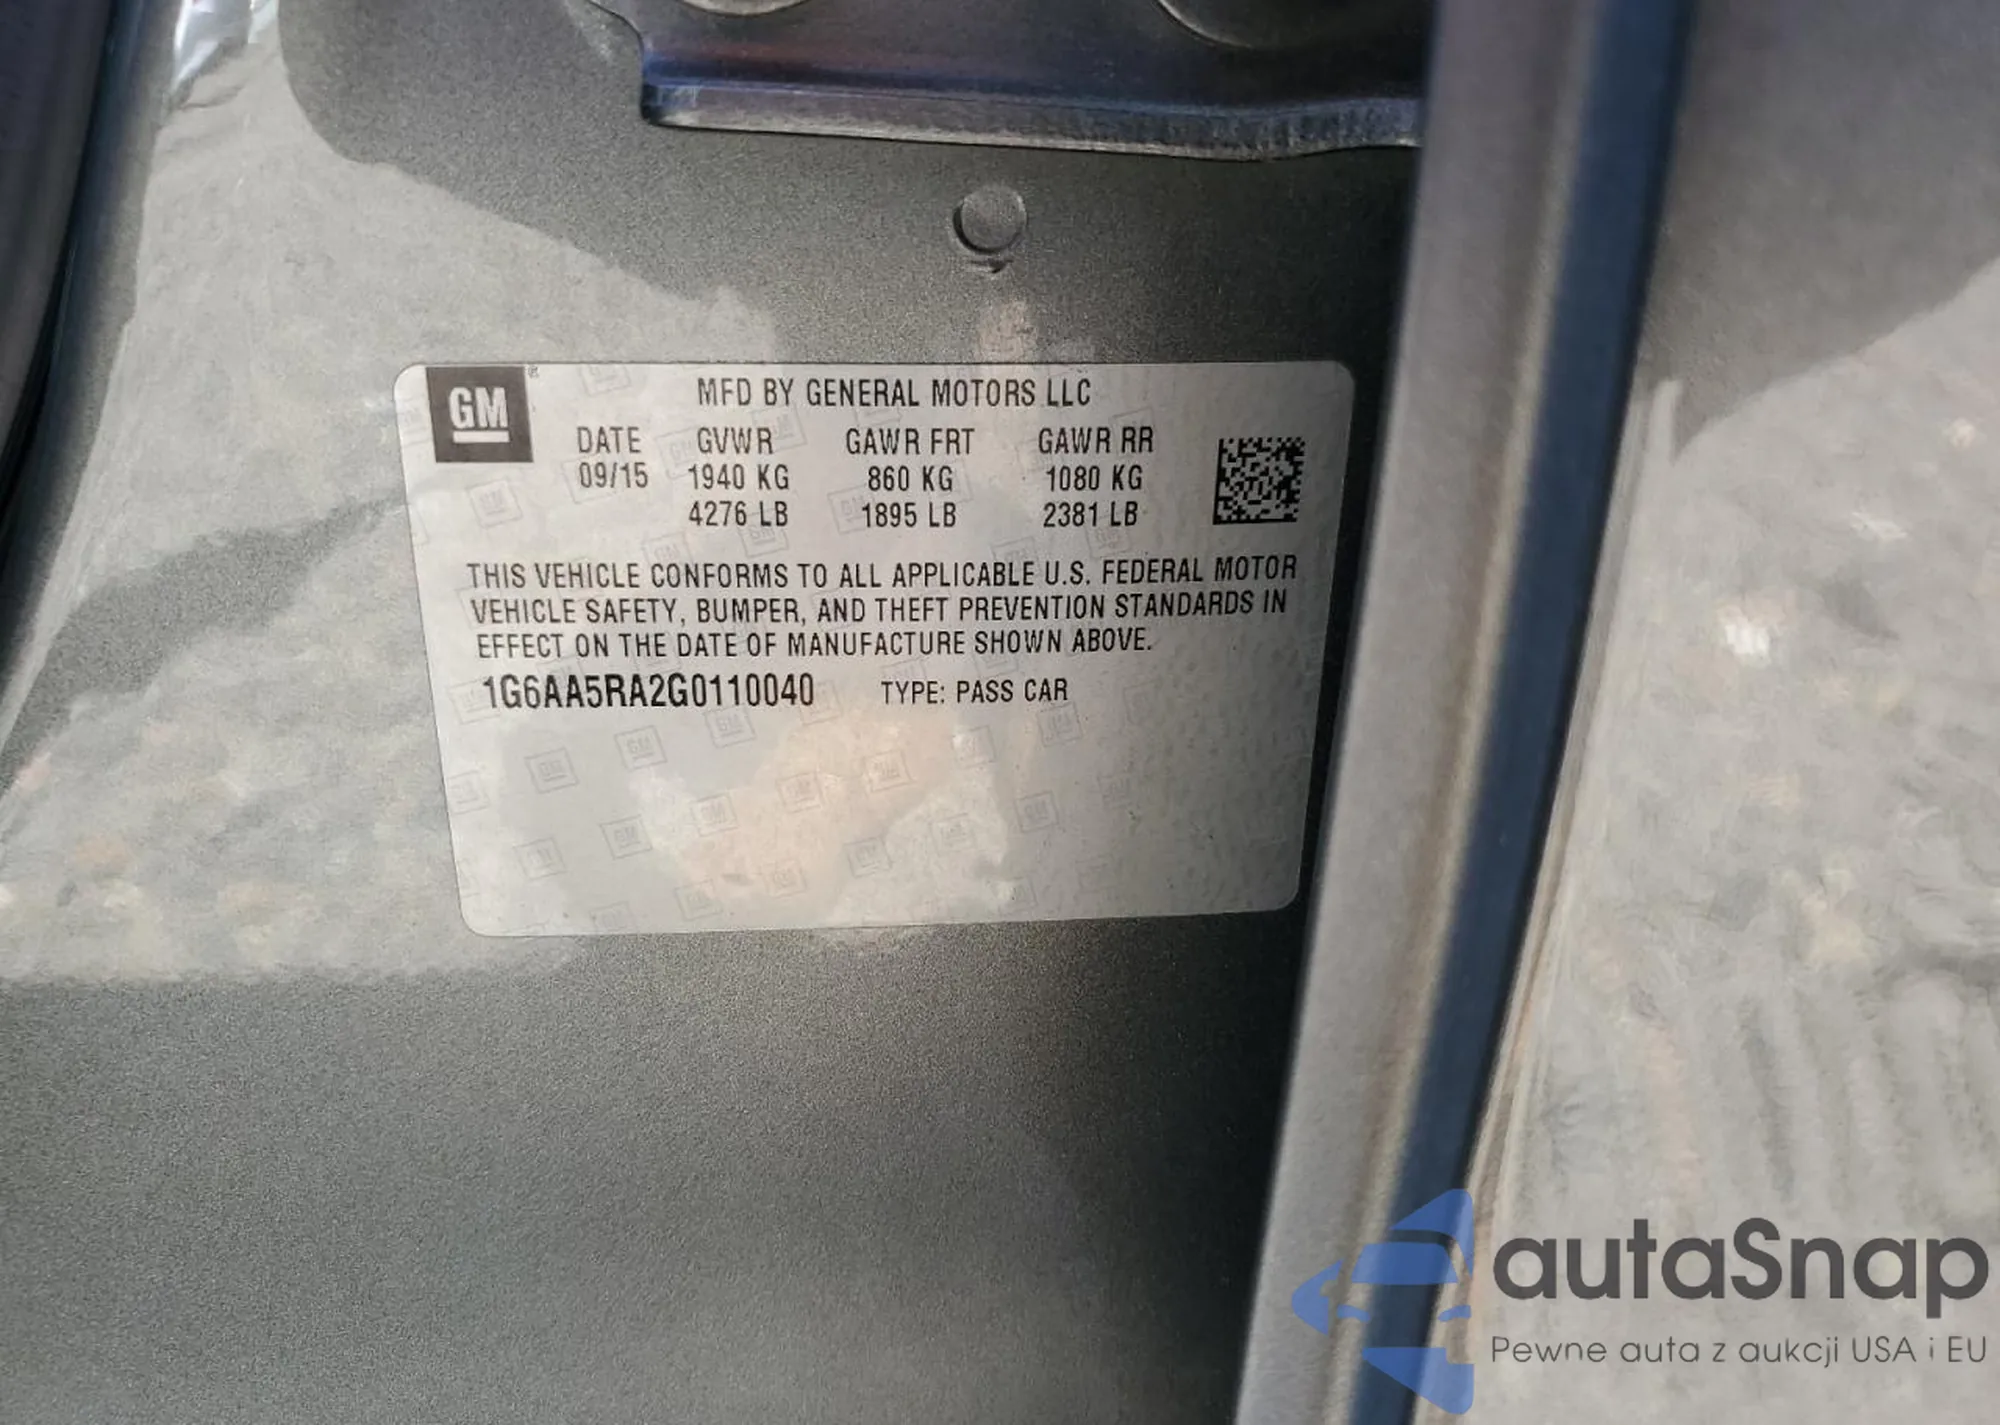 GM
MFD BY GENERAL MOTORS LLC
DATE GVWR GAWR FRT GAWR RR
09/15 1940 KG 860 KG 1080 KG
4276 LB 1895 LB 2381 LB
THIS VEHICLE CONFORMS TO ALL APPLICABLE U.S. FEDERAL MOTOR
VEHICLE SAFETY, BUMPER, AND THEFT PREVENTION STANDARDS IN
EFFECT ON THE DATE OF MANUFACTURE SHOWN ABOVE.
1G6AA5RA2G0110040 TYPE: PASS CAR
autaSnap
Pewne auta z aukcji USA i EU